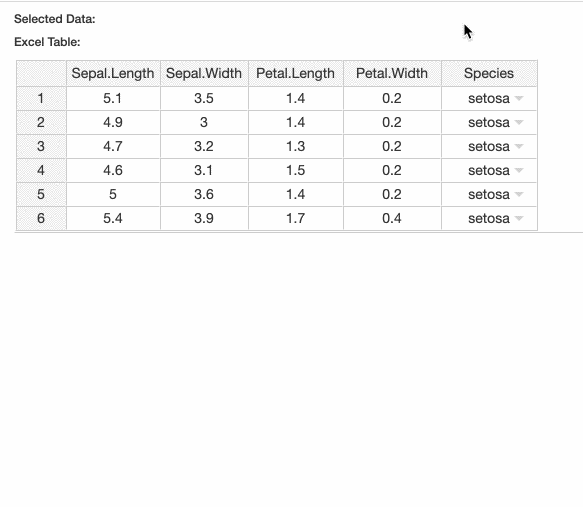 Selected Data:
Excel Table:
Sepal.Length Sepal.Width Petal.Length Petal.Width Species
1 5.1 3.5 1.4 0.2 setosa
2 4.9 3 1.4 0.2 setosa
3 4.7 3.2 1.3 0.2 setosa
4 4.6 3.1 1.5 0.2 setosa
5 5 3.6 1.4 0.2 setosa
6 5.4 3.9 1.7 0.4 setosa